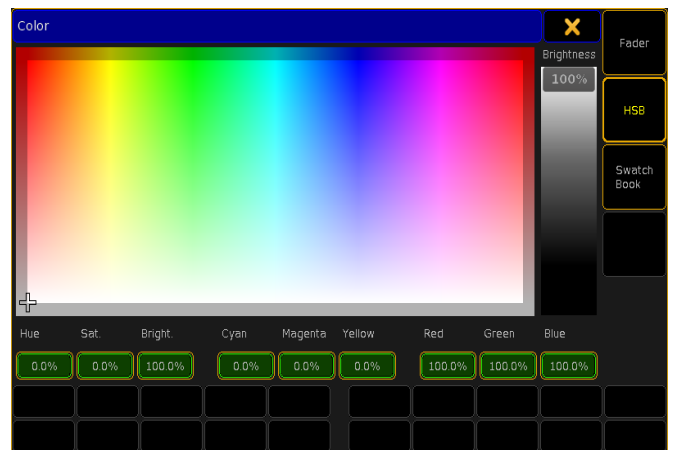 Color
Fader
Brightness
100%
HSB
Swatch
Book
Hue Sat. Bright. Cyan Magenta Yellow Red Green Blue
0.0% 0.0% 100.0% 0.0% 0.0% 0.0% 100.0% 100.0% 100.0%